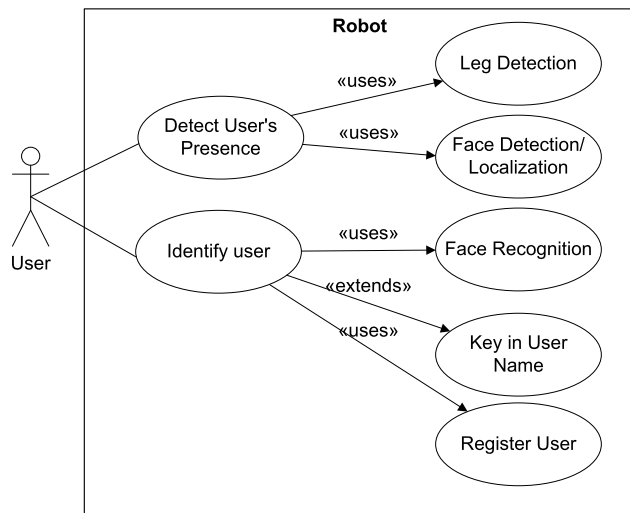 Robot
Leg Detection
«uses»
Detect User's
Presence
«uses»
Face Detection/
Localization
User
Identify user
«uses»
Face Recognition
«extends»
«uses»
Key in User
Name
Register User